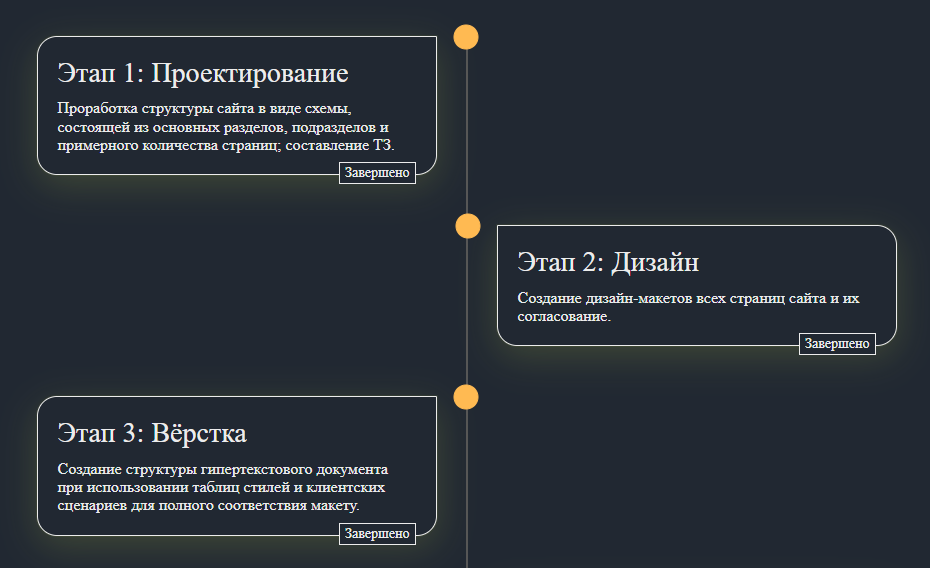 Этап 1: Проектирование
Проработка структуры сайта в виде схемы,
состоящей из основных разделов, подразделов и
примерного количества страниц; составление ТЗ.
Завершено
Этап 2: Дизайн
Создание дизайн-макетов всех страниц сайта и их
согласование.
Завершено
Этап 3: Вёрстка
Создание структуры гипертекстового документа
при использовании таблиц стилей и клиентских
сценариев для полного соответствия макету.
Завершено